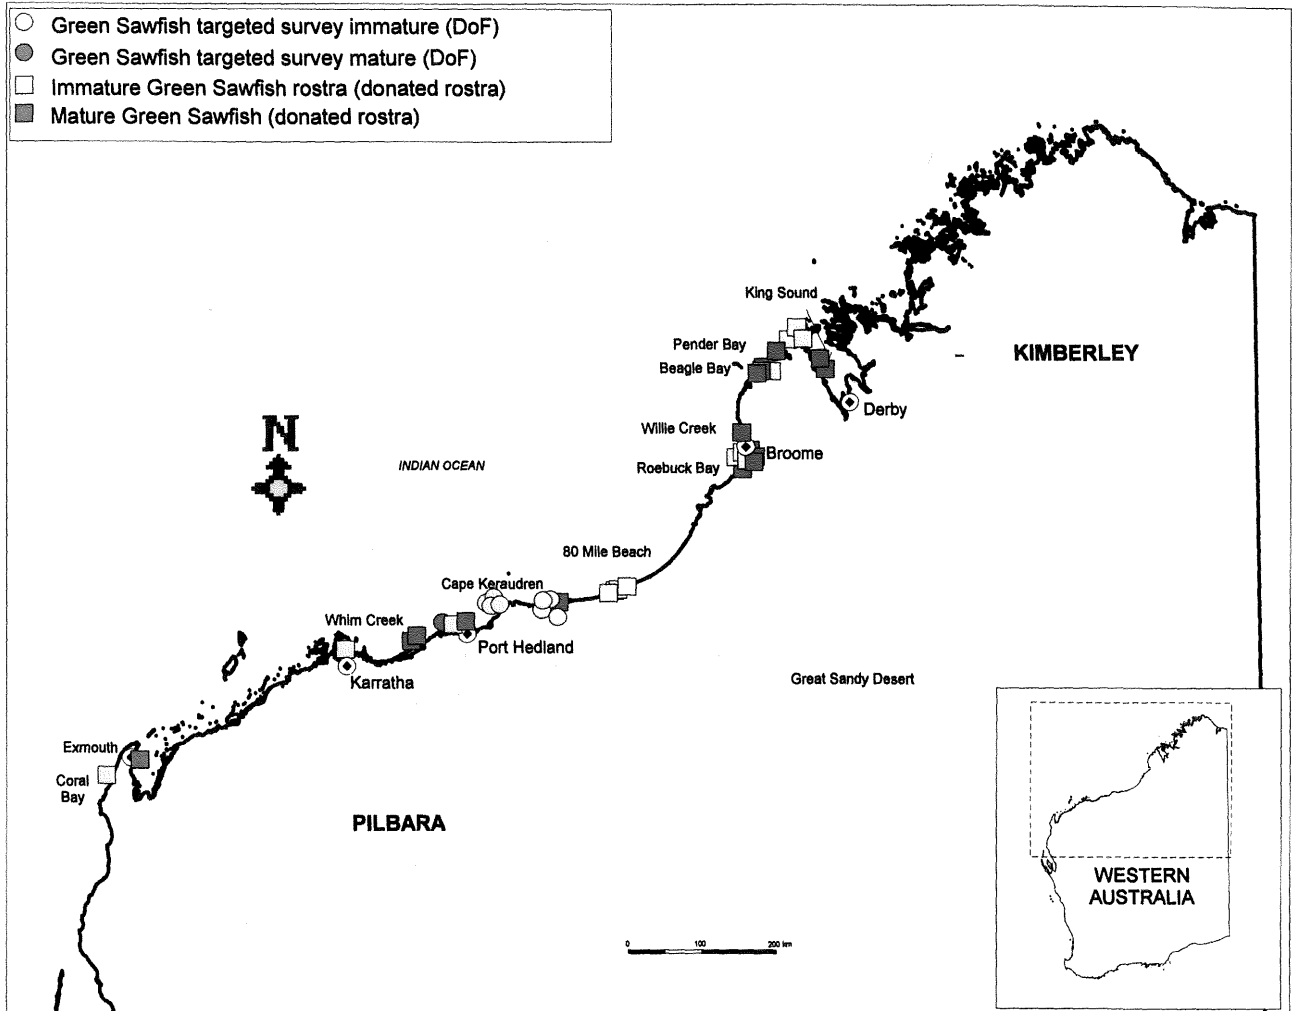 Green Sawfish targeted survey immature (DoF)
Green Sawfish targeted survey mature (DoF)
Immature Green Sawfish rostra (donated rostra)
Mature Green Sawfish (donated rostra)
King Sound
Pender Bay
KIMBERLEY
Beagle Bay
Derby
N
Willie Creek
Broome
INDIAN OCEAN
Roebuck Bay
80 Mile Beach
Cape Keraudren
Whim Creek
Port Hedland
Karratha
Great Sandy Desert
Exmouth
Coral
Bay
PILBARA
WESTERN
AUSTRALIA
0 100 200 km